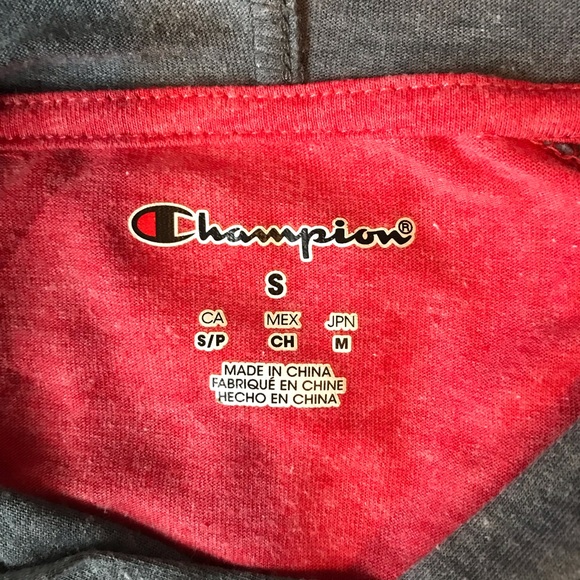 Champion®
S
CA MEX JPN
S/P CH M
MADE IN CHINA
FABRIQUÉ EN CHINE
HECHO EN CHINA